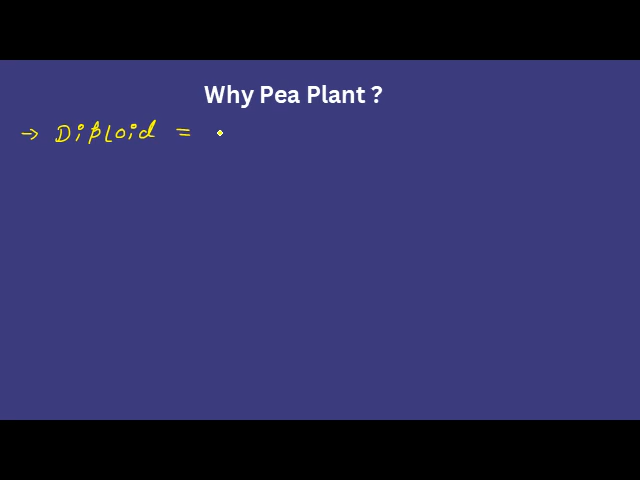 Why Pea Plant ?
→ Diploid =